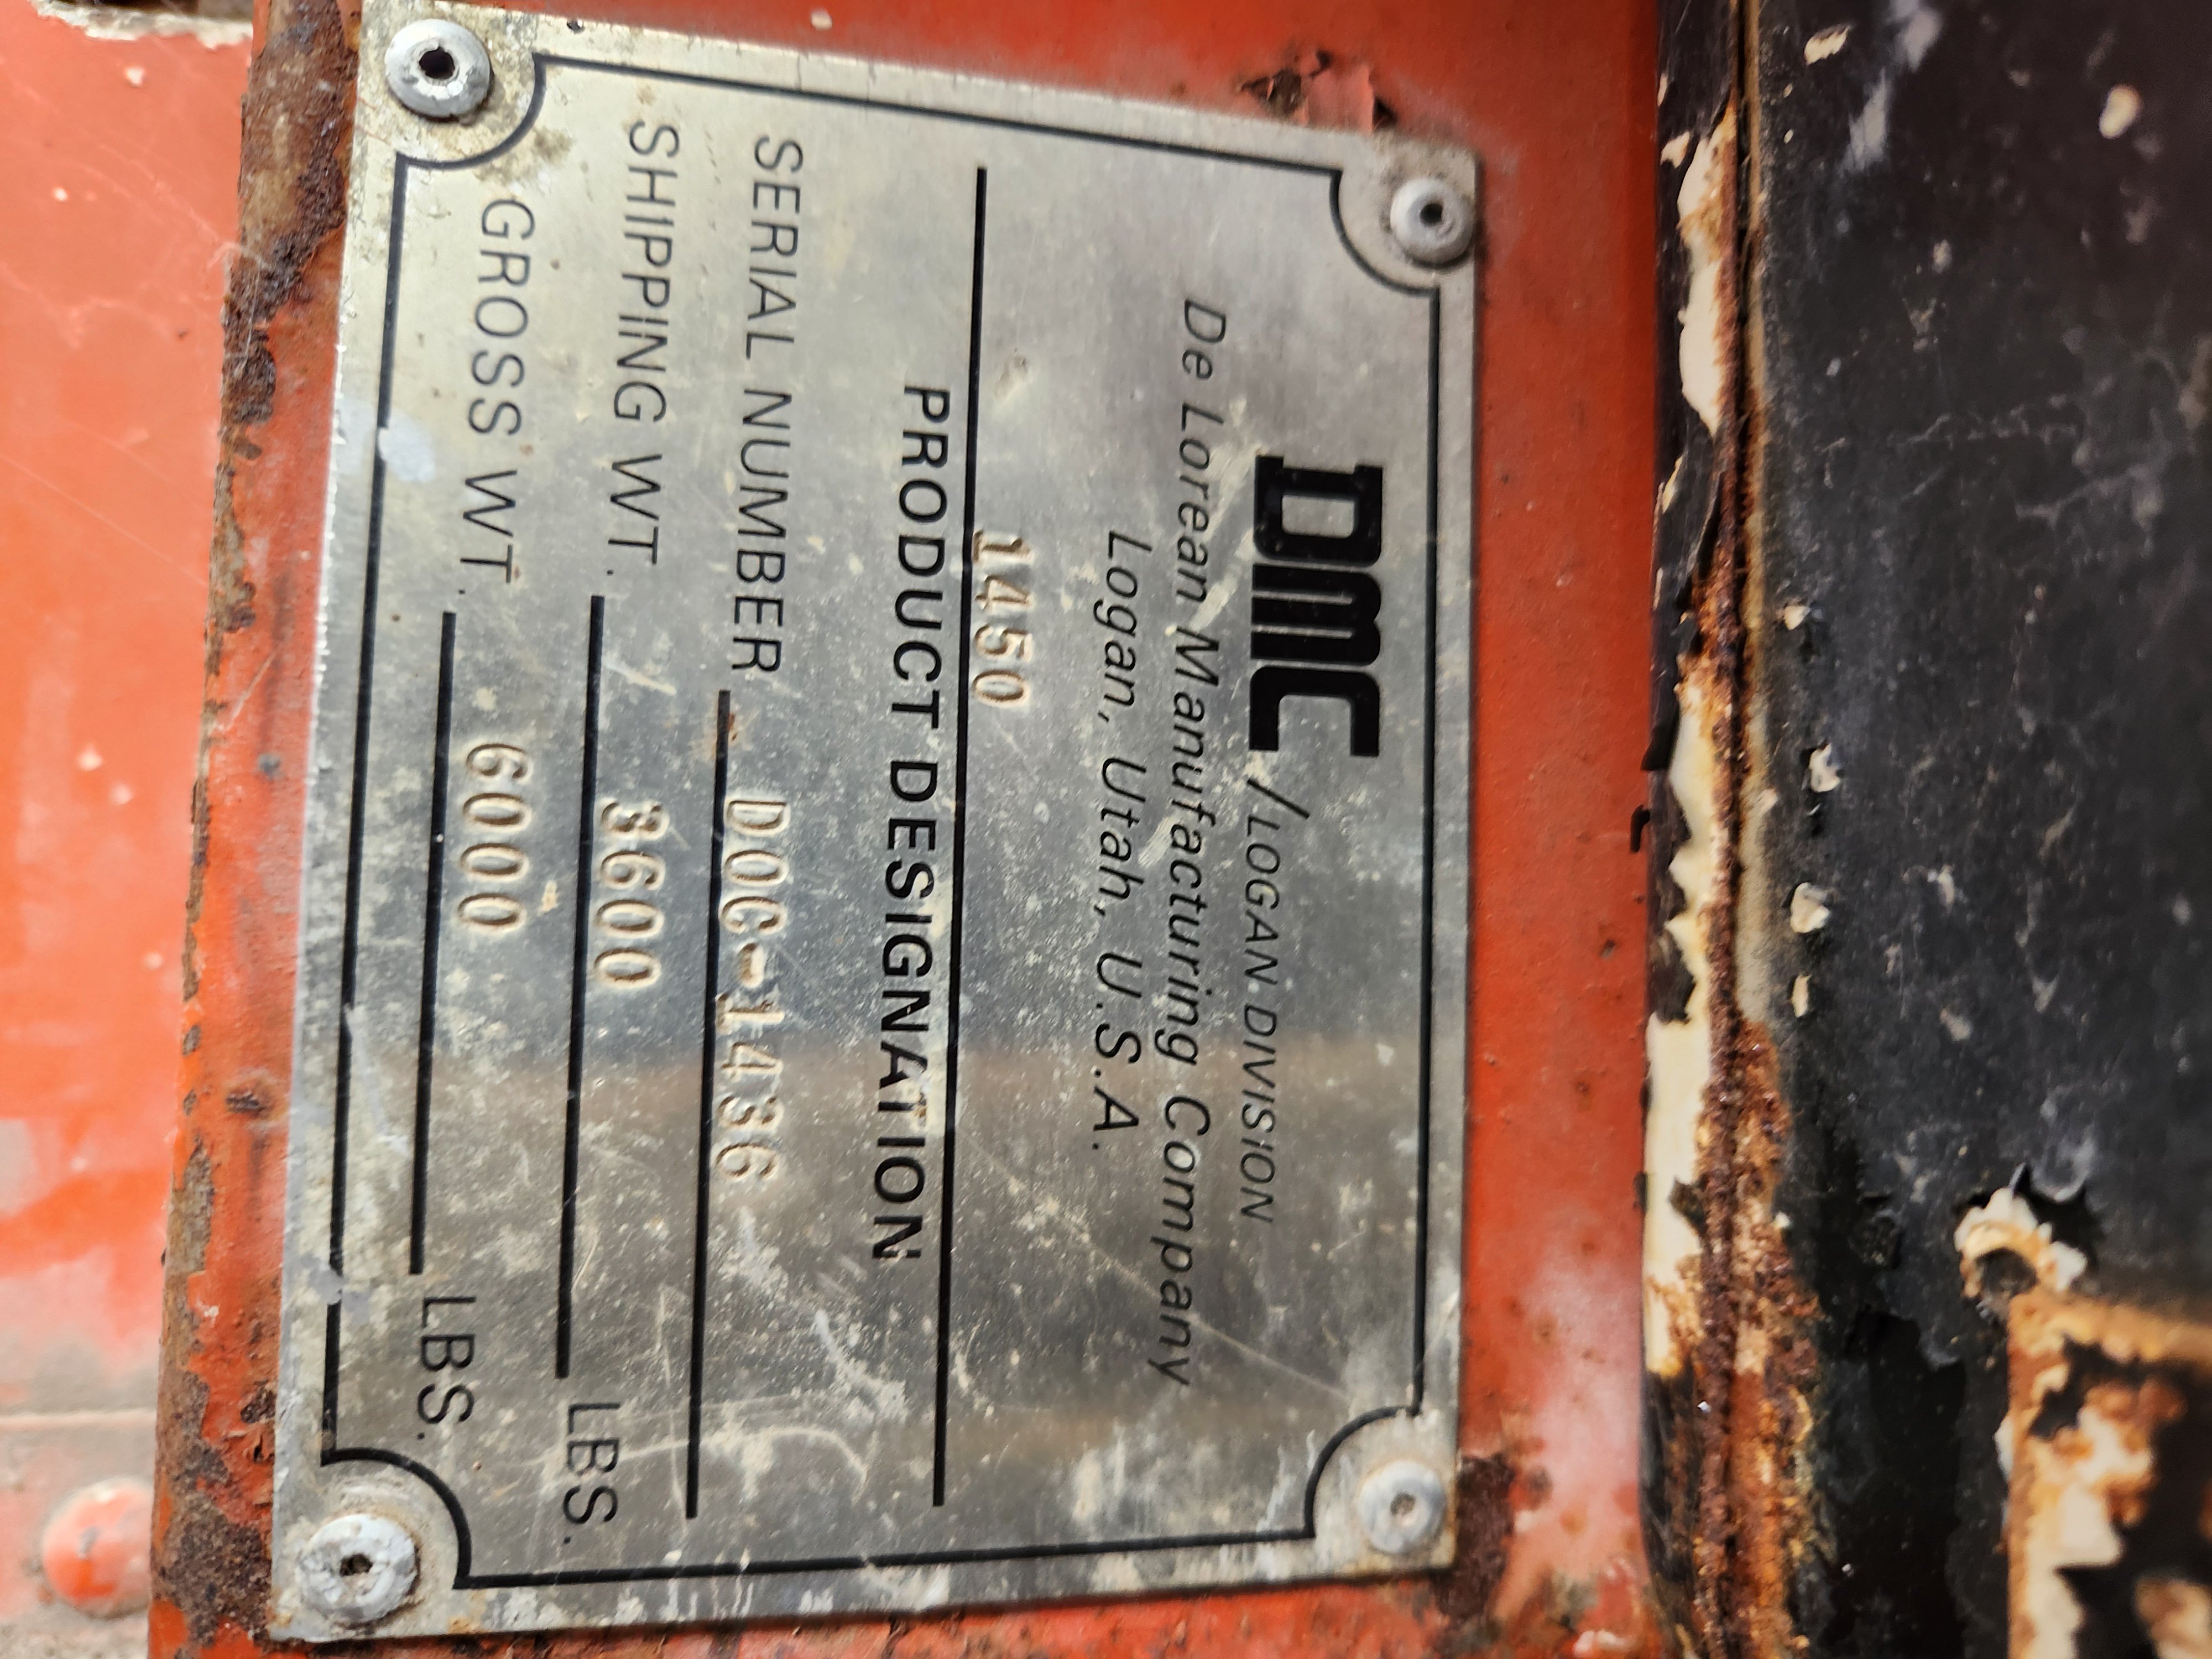 DMC/LOGAN DIVISION
De Lorean Manufacturing Company
Logan, Utah, U.S.A.
1450
PRODUCT DESIGNATION
SERIAL NUMBER DOC-1436
SHIPPING WT. 3600 LBS.
GROSS WT. 6000 LBS.